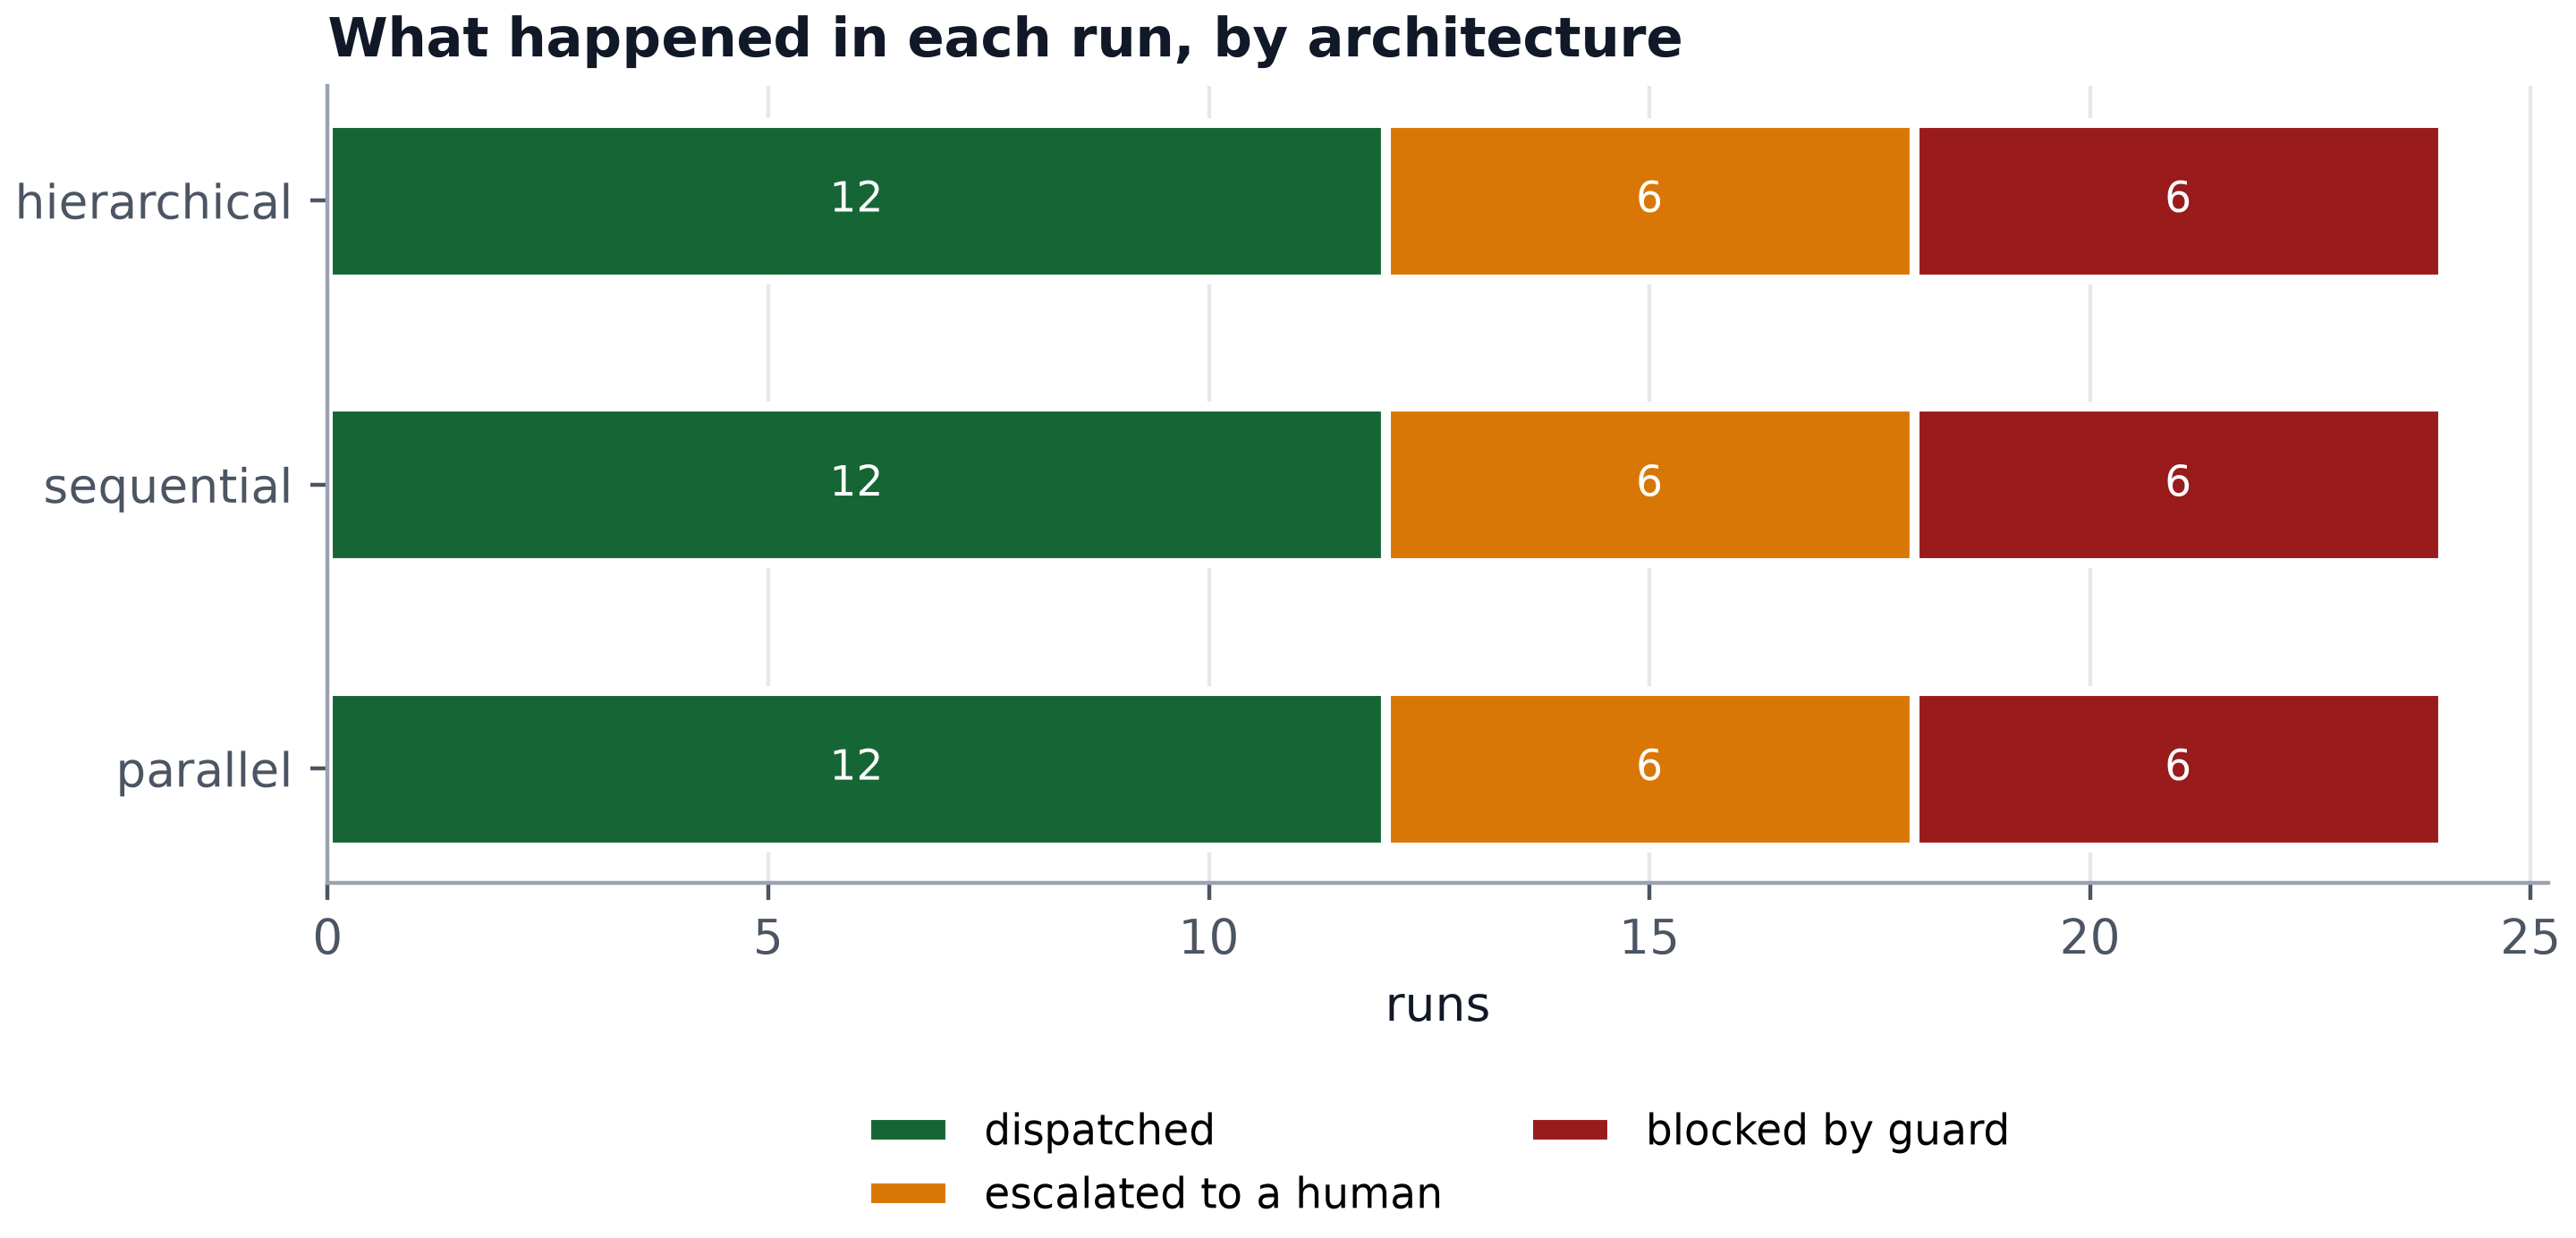 What happened in each run, by architecture
hierarchical 12 6 6
sequential 12 6 6
parallel 12 6 6
0 5 10 15 20 25
runs
dispatched blocked by guard
escalated to a human